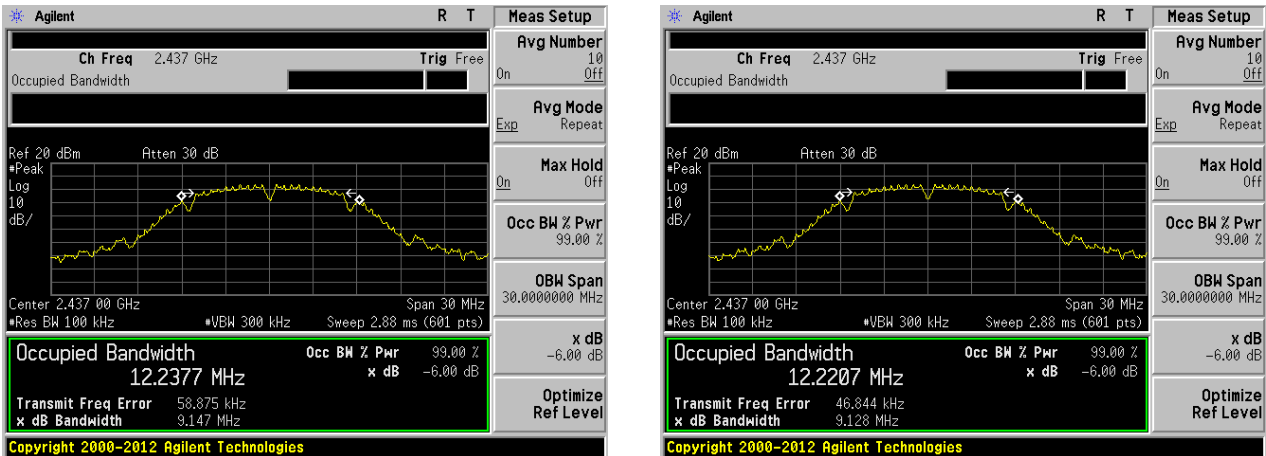 Agilent R T
Ch Freq 2.437 GHz Trig Free
Occupied Bandwidth
Ref 20 dBm Atten 30 dB
#Peak
Log
10
dB/
Center 2.437 00 GHz Span 30 MHz
#Res BW 100 kHz #VBW 300 kHz Sweep 2.88 ms (601 pts)
Occupied Bandwidth Occ BW % Pwr 99.00 %
12.2377 MHz x dB -6.00 dB
Transmit Freq Error 58.875 kHz
x dB Bandwidth 9.147 MHz
Copyright 2000-2012 Agilent Technologies
Meas Setup
Avg Number
10
On Off
Avg Mode
Exp Repeat
Max Hold
On Off
Occ BW % Pwr
99.00 %
OBW Span
30.0000000 MHz
x dB
-6.00 dB
Optimize
Ref Level
Agilent R T
Ch Freq 2.437 GHz Trig Free
Occupied Bandwidth
Ref 20 dBm Atten 30 dB
#Peak
Log
10
dB/
Center 2.437 00 GHz Span 30 MHz
#Res BW 100 kHz #VBW 300 kHz Sweep 2.88 ms (601 pts)
Occupied Bandwidth Occ BW % Pwr 99.00 %
12.2207 MHz x dB -6.00 dB
Transmit Freq Error 46.844 kHz
x dB Bandwidth 9.128 MHz
Copyright 2000-2012 Agilent Technologies
Meas Setup
Avg Number
10
On Off
Avg Mode
Exp Repeat
Max Hold
On Off
Occ BW % Pwr
99.00 %
OBW Span
30.0000000 MHz
x dB
-6.00 dB
Optimize
Ref Level